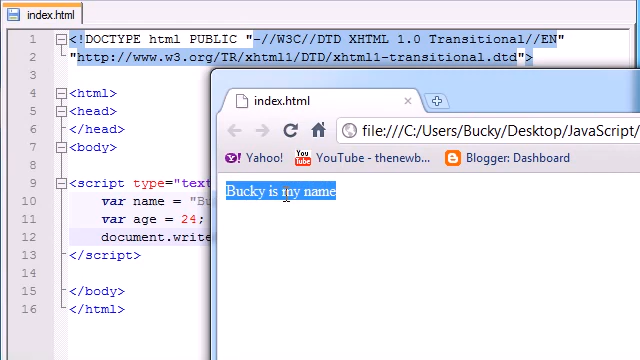 index.html
1 <!DOCTYPE html PUBLIC "-//W3C//DTD XHTML 1.0 Transitional//EN"
2 "http://www.w3.org/TR/xhtml1/DTD/xhtml1-transitional.dtd">
3
4 <html>
5 <head>
6 </head>
7 <body>
8
9 <script type="text
10 var name = "Bu
11 var age = 24;
12 document.write
13 </script>
14
15 </body>
16 </html>
index.html
file:///C:/Users/Bucky/Desktop/JavaScript/
Yahoo! You Tube YouTube - thenewb... Blogger: Dashboard
Bucky is my name